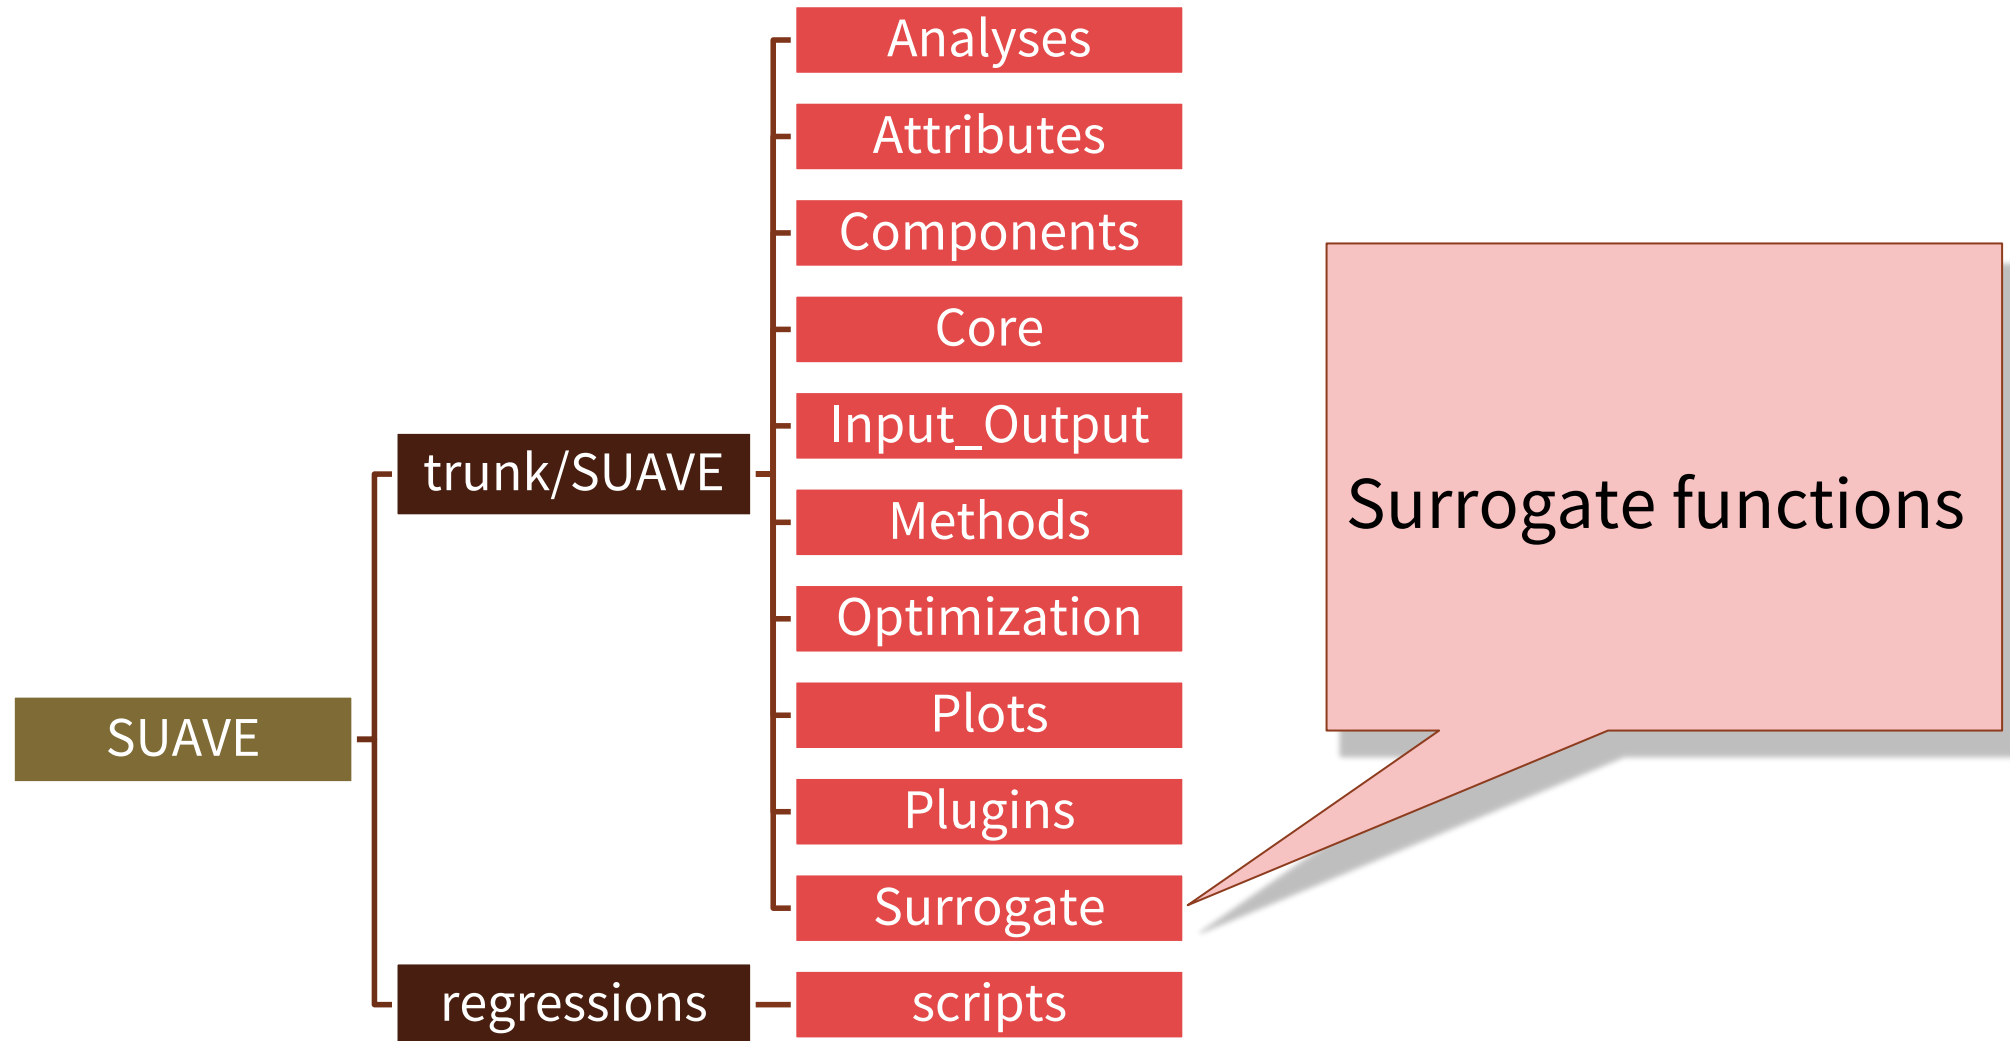 SUAVE
trunk/SUAVE
Analyses
Attributes
Components
Core
Input_Output
Methods
Optimization
Plots
Plugins
Surrogate
regressions
scripts
Surrogate functions